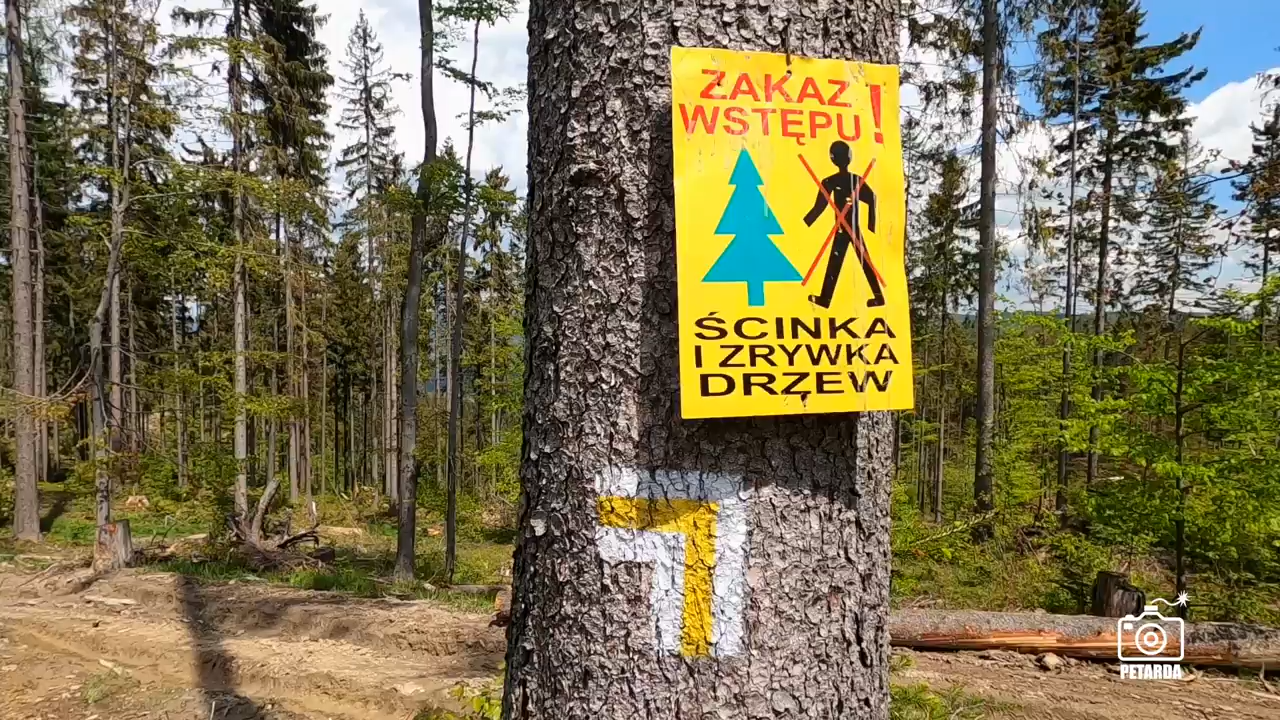 ZAKAZ
WSTĘPU!
ŚCINKA
I ZRYWKA
DRZEW
PETARDA